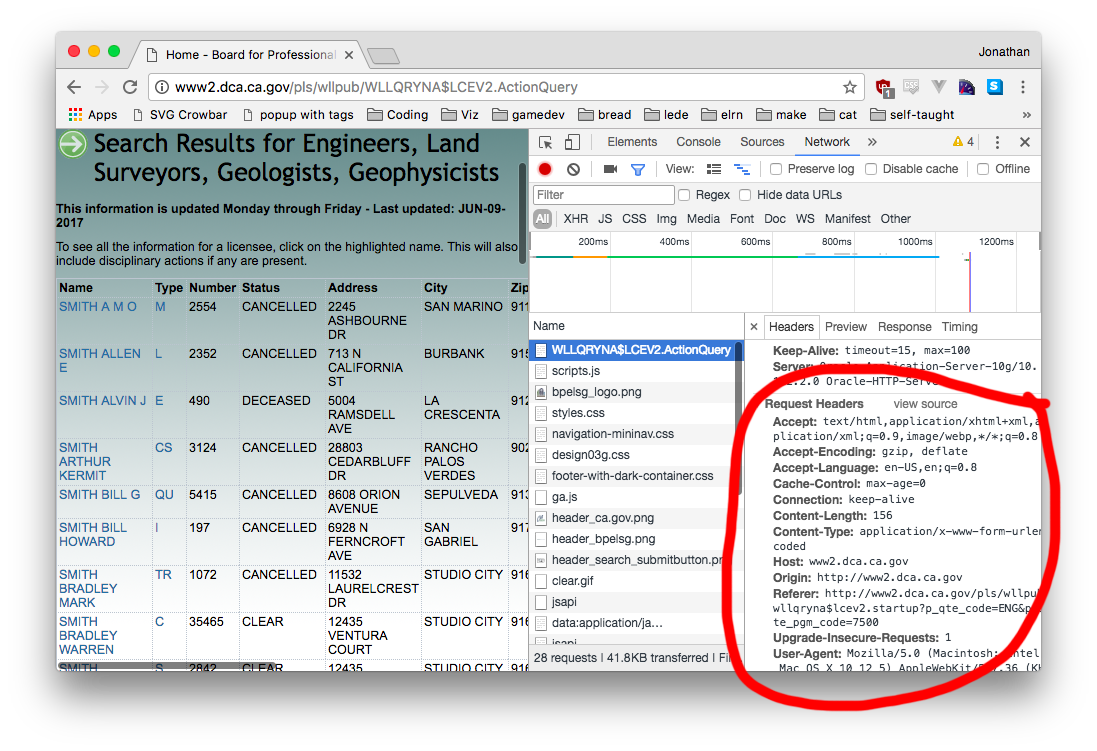 Home - Board for Professional
Jonathan
www2.dca.ca.gov/pls/wllpub/WLLQRYNA$LCEV2.ActionQuery
1
CSS
S
Apps SVG Crowbar popup with tags Coding Viz gamedev bread lede elrn make cat self-taught »
Search Results for Engineers, Land
Surveyors, Geologists, Geophysicists
This information is updated Monday through Friday - Last updated: JUN-09-
2017
To see all the information for a licensee, click on the highlighted name. This will also
include disciplinary actions if any are present.
Name Type Number Status Address City Zip
SMITH A M O M 2554 CANCELLED 2245 SAN MARINO 911
ASHBOURNE
DR
SMITH ALLEN L 2352 CANCELLED 713 N BURBANK 915
E CALIFORNIA
ST
SMITH ALVIN J E 490 DECEASED 5004 LA 912
RAMSDELL CRESCENTA
AVE
SMITH CS 3124 CANCELLED 28803 RANCHO 902
ARTHUR CEDARBLUFF PALOS
KERMIT DR VERDES
SMITH BILL G QU 5415 CANCELLED 8608 ORION SEPULVEDA 913
AVENUE
SMITH BILL I 197 CANCELLED 6928 N SAN 917
HOWARD FERNCROFT GABRIEL
AVE
SMITH TR 1072 CANCELLED 11532 STUDIO CITY 916
BRADLEY LAURELCREST
MARK DR
SMITH C 35465 CLEAR 12435 STUDIO CITY 916
BRADLEY VENTURA
WARREN COURT
SMITH S 2842 CLEAR 12435 STUDIO CITY 916
Elements Console Sources Network » 4
View: Preserve log Disable cache Offline
Filter Regex Hide data URLs
All XHR JS CSS Img Media Font Doc WS Manifest Other
200ms 400ms 600ms 800ms 1000ms 1200ms
Name
WLLQRYNA$LCEV2.ActionQuery
scripts.js
bpelsg_logo.png
styles.css
navigation-mininav.css
design03g.css
footer-with-dark-container.css
ga.js
header_ca.gov.png
header_bpelsg.png
header_search_submitbutton.pn
clear.gif
jsapi
data:application/ja…
jsapi
28 requests | 41.8KB transferred | Fi
Headers Preview Response Timing
Keep-Alive: timeout=15, max=100
Server: Oracle-Application-Server-10g/10.
2.0 Oracle-HTTP-Serve
Request Headers view source
Accept: text/html,application/xhtml+xml,a
plication/xml;q=0.9,image/webp,*/*;q=0.8
Accept-Encoding: gzip, deflate
Accept-Language: en-US,en;q=0.8
Cache-Control: max-age=0
Connection: keep-alive
Content-Length: 156
Content-Type: application/x-www-form-urlen
coded
Host: www2.dca.ca.gov
Origin: http://www2.dca.ca.gov
Referer: http://www2.dca.ca.gov/pls/wllpub
wllqryna$lcev2.startup?p_qte_code=ENG&p
te_pgm_code=7500
Upgrade-Insecure-Requests: 1
User-Agent: Mozilla/5.0 (Macintosh; Intel
Mac OS X 10_12_5) AppleWebKit/537.36 (KH